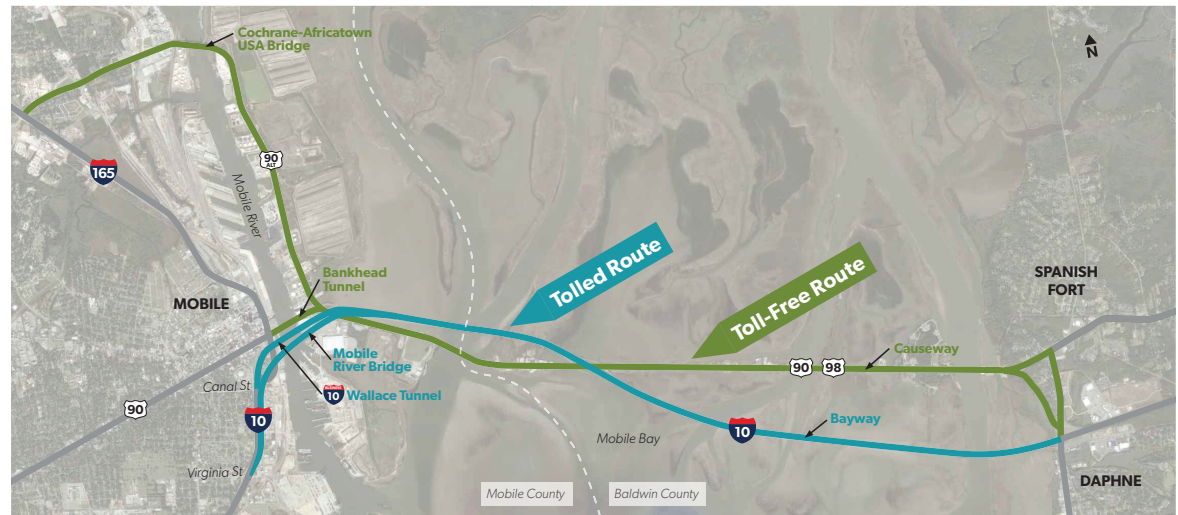 Cochrane-Africatown
USA Bridge
N
165
90
ALT
Mobile River
Tolled Route
Toll-Free Route
Bankhead
Tunnel
SPANISH
FORT
MOBILE
Mobile
River Bridge
Causeway
90
98
Canal St
10
Wallace Tunnel
90
10
10
Bayway
Mobile Bay
Virginia St
DAPHNE
Mobile County
Baldwin County